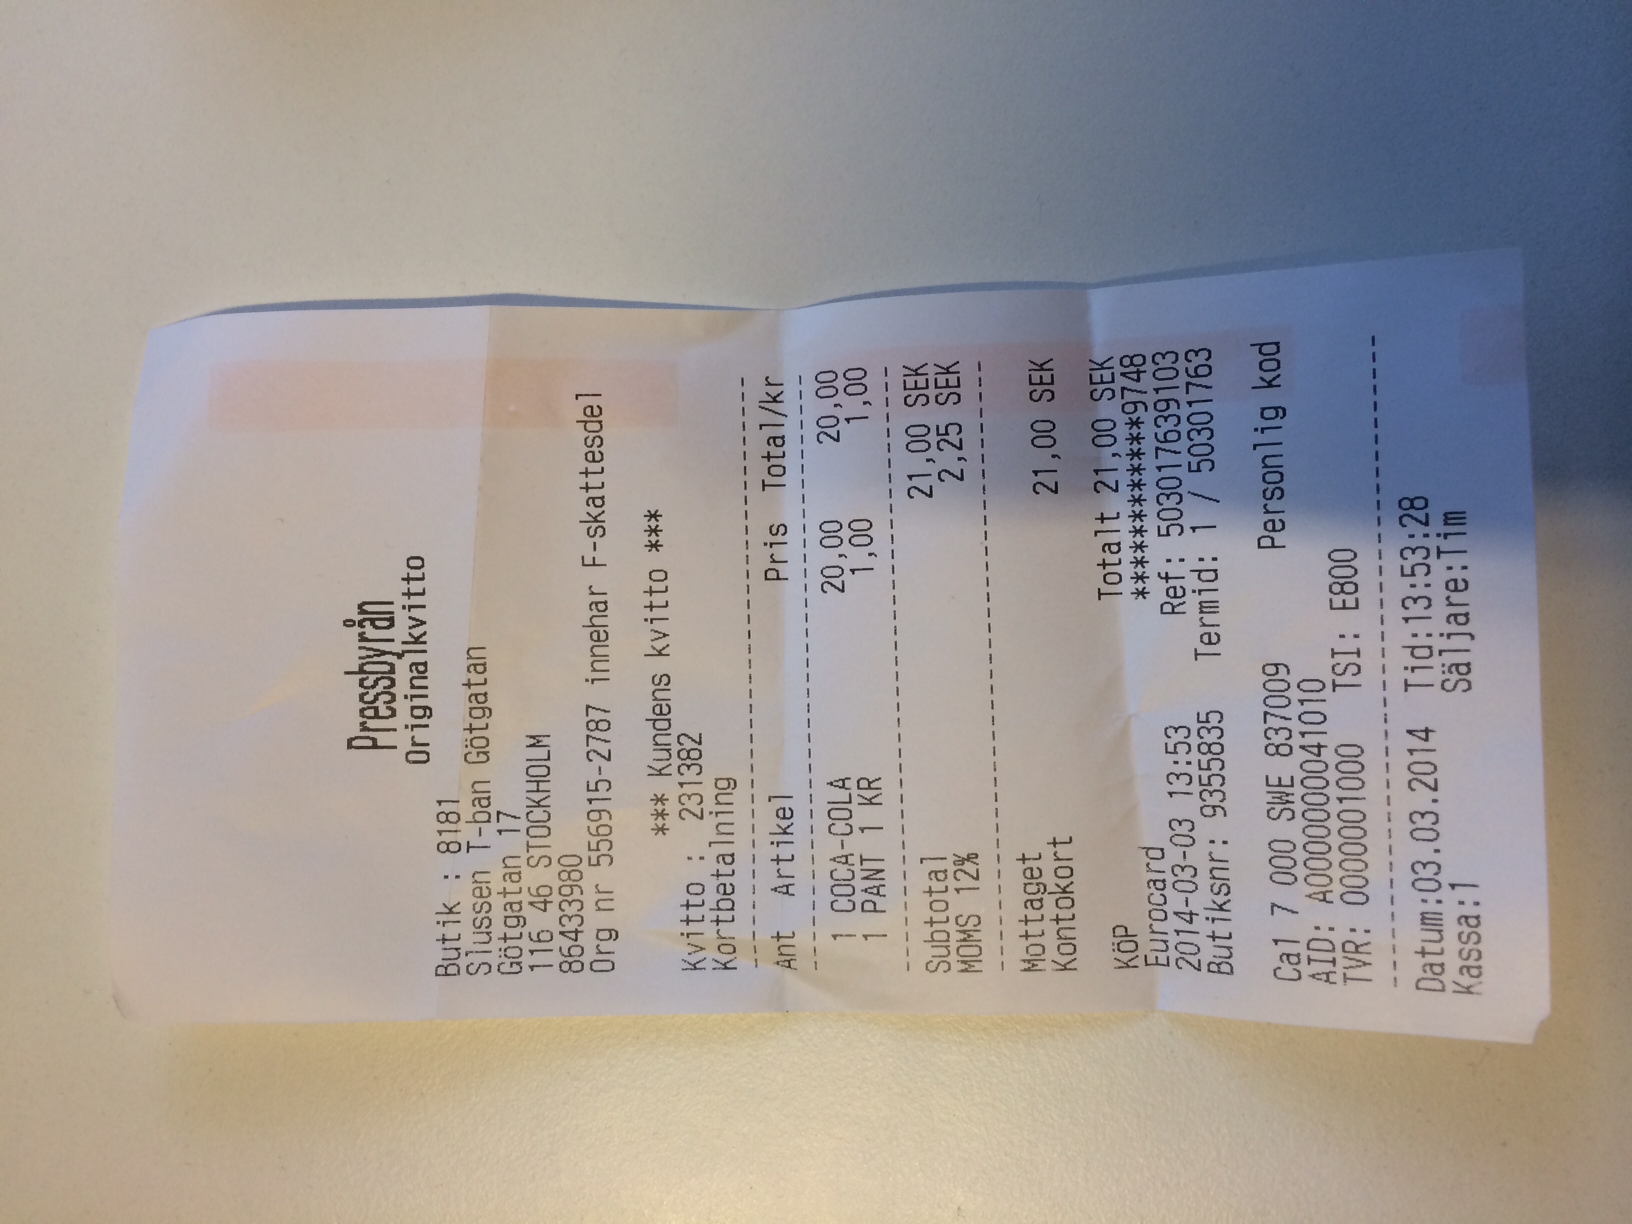 Pressbyrån
Originalkvitto
Butik : 8181
Slussen T-ban Götgatan
Götgatan 17
116 46 STOCKHOLM
86433980
Org nr 556915-2787 innehar F-skattesdel
*** Kundens kvitto ***
Kvitto :  231382
Kortbetalning
----------------------------------------
Ant Artikel Pris Total/kr
----------------------------------------
1 COCA-COLA 20,00 20,00
1 PANT 1 KR 1,00 1,00
----------------------------------------
Subtotal 21,00 SEK
MOMS 12% 2,25 SEK
----------------------------------------
Mottaget
Kontokort 21,00 SEK
KöP Totalt 21,00 SEK
Eurocard ************9748
2014-03-03 13:53 Ref: 503017639103
Butiksnr: 9355835 Termid: 1 / 50301763
Ca1 7 000 SWE 837009 Personlig kod
AID: A0000000041010
TVR: 0000001000 TSI: E800
----------------------------------------
Datum:03.03.2014 Tid:13:53:28
Kassa:1 Säljare:Tim